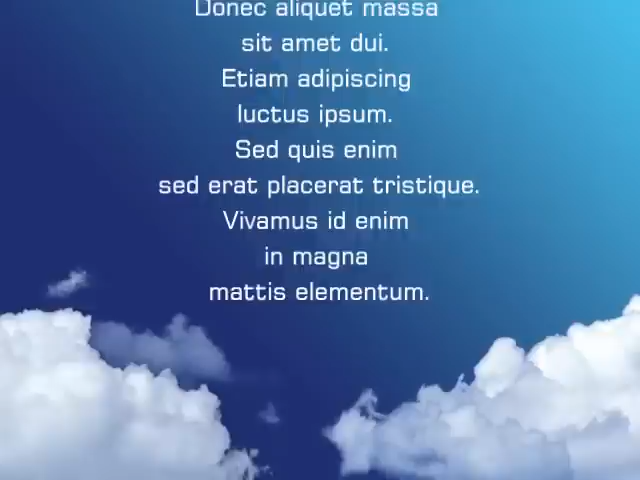 Donec aliquet massa
sit amet dui.
Etiam adipiscing
luctus ipsum.
Sed quis enim
sed erat placerat tristique.
Vivamus id enim
in magna
mattis elementum.